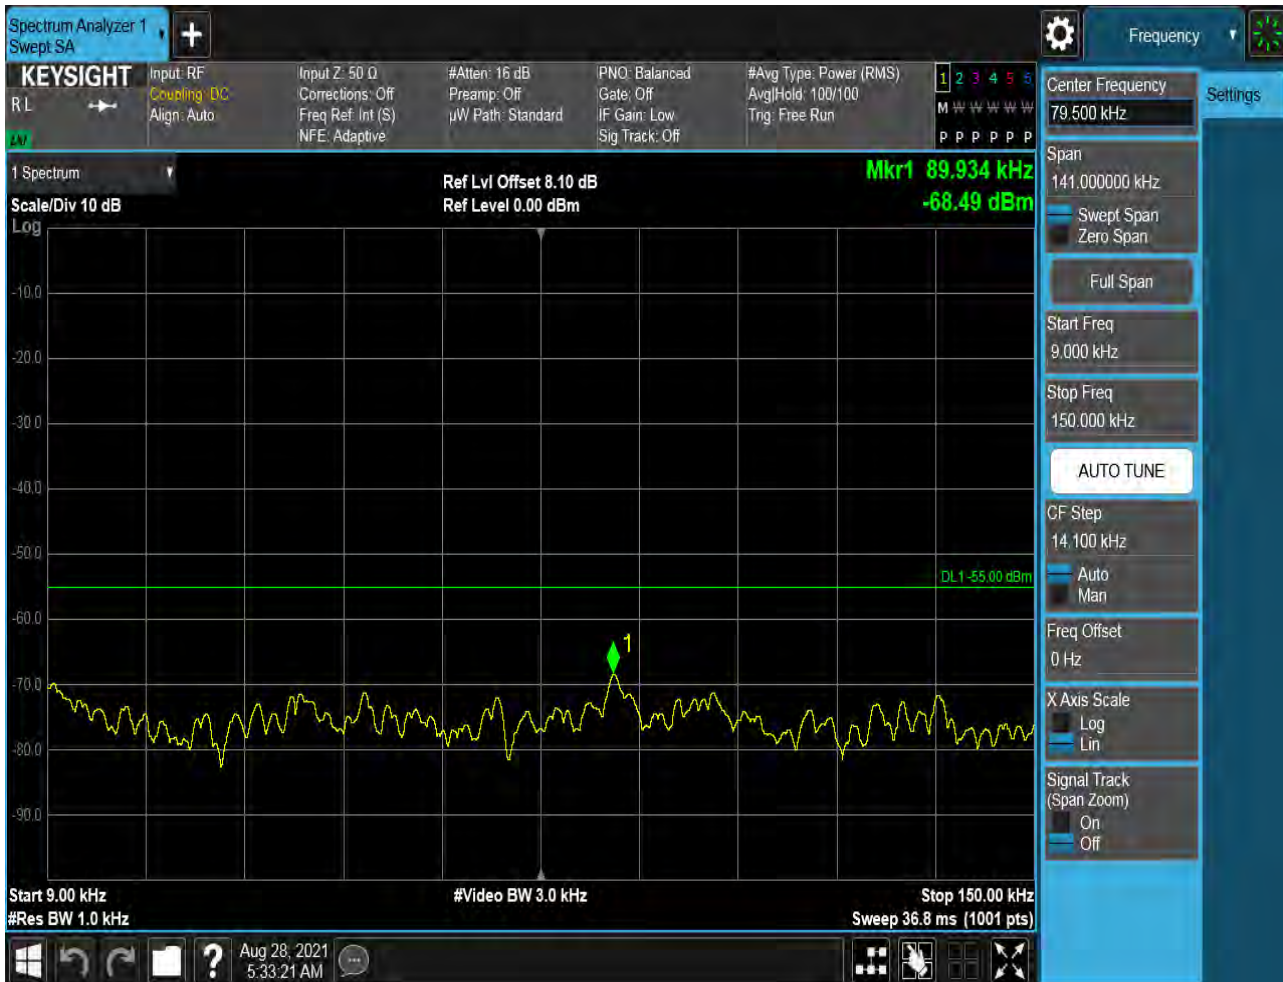 Spectrum Analyzer 1
Swept SA
Frequency
KEYSIGHT
RL
LXI
Input: RF
Coupling: DC
Align: Auto
Input Z: 50 Ω
Corrections: Off
Freq Ref: Int (S)
NFE: Adaptive
#Atten: 16 dB
Preamp: Off
µW Path: Standard
PNO: Balanced
Gate: Off
IF Gain: Low
Sig Track: Off
#Avg Type: Power (RMS)
Avg|Hold: 100/100
Trig: Free Run
1 2 3 4 5 6
M W W W W W
P P P P P P
1 Spectrum
Scale/Div 10 dB
Log
Ref Lvl Offset 8.10 dB
Ref Level 0.00 dBm
Mkr1 89.934 kHz
-68.49 dBm
-10.0
-20.0
-30.0
-40.0
-50.0
-60.0
-70.0
-80.0
-90.0
DL1 -55.00 dBm
1
Start 9.00 kHz
#Res BW 1.0 kHz
#Video BW 3.0 kHz
Stop 150.00 kHz
Sweep 36.8 ms (1001 pts)
Center Frequency
79.500 kHz
Span
141.000000 kHz
Swept Span
Zero Span
Full Span
Start Freq
9.000 kHz
Stop Freq
150.000 kHz
AUTO TUNE
CF Step
14.100 kHz
Auto
Man
Freq Offset
0 Hz
X Axis Scale
Log
Lin
Signal Track
(Span Zoom)
On
Off
Settings
?
Aug 28, 2021
5:33:21 AM